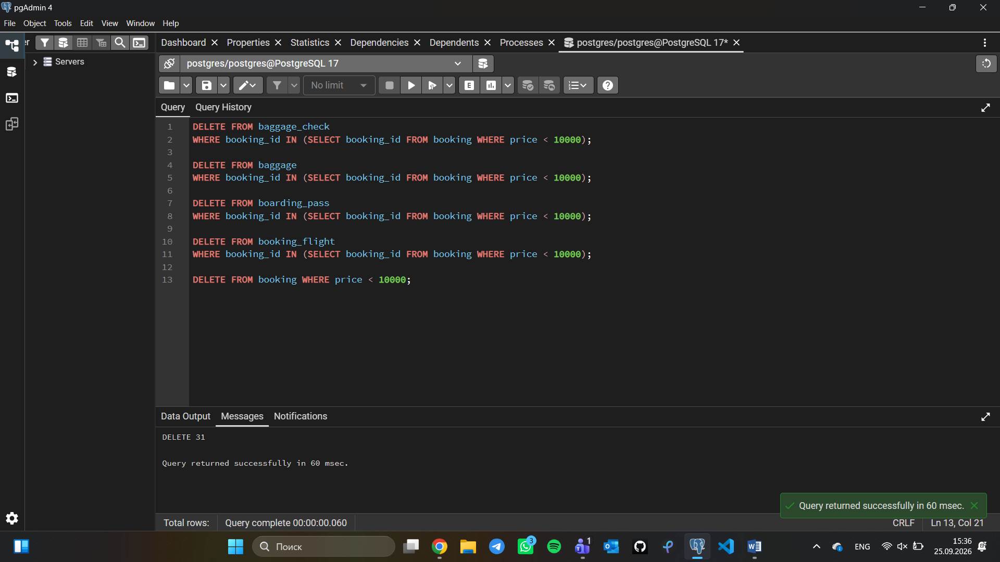 pgAdmin 4
File Object Tools Edit View Window Help
er
Servers
Dashboard Properties Statistics Dependencies Dependents Processes postgres/postgres@PostgreSQL 17*
postgres/postgres@PostgreSQL 17
No limit
E
Query Query History
1 DELETE FROM baggage_check
2 WHERE booking_id IN (SELECT booking_id FROM booking WHERE price < 10000);
3
4 DELETE FROM baggage
5 WHERE booking_id IN (SELECT booking_id FROM booking WHERE price < 10000);
6
7 DELETE FROM boarding_pass
8 WHERE booking_id IN (SELECT booking_id FROM booking WHERE price < 10000);
9
10 DELETE FROM booking_flight
11 WHERE booking_id IN (SELECT booking_id FROM booking WHERE price < 10000);
12
13 DELETE FROM booking WHERE price < 10000;
Data Output Messages Notifications
DELETE 31
Query returned successfully in 60 msec.
Query returned successfully in 60 msec.
Total rows: Query complete 00:00:00.060
CRLF Ln 13, Col 21
Поиск
3
1
ENG
15:36
25.09.2026